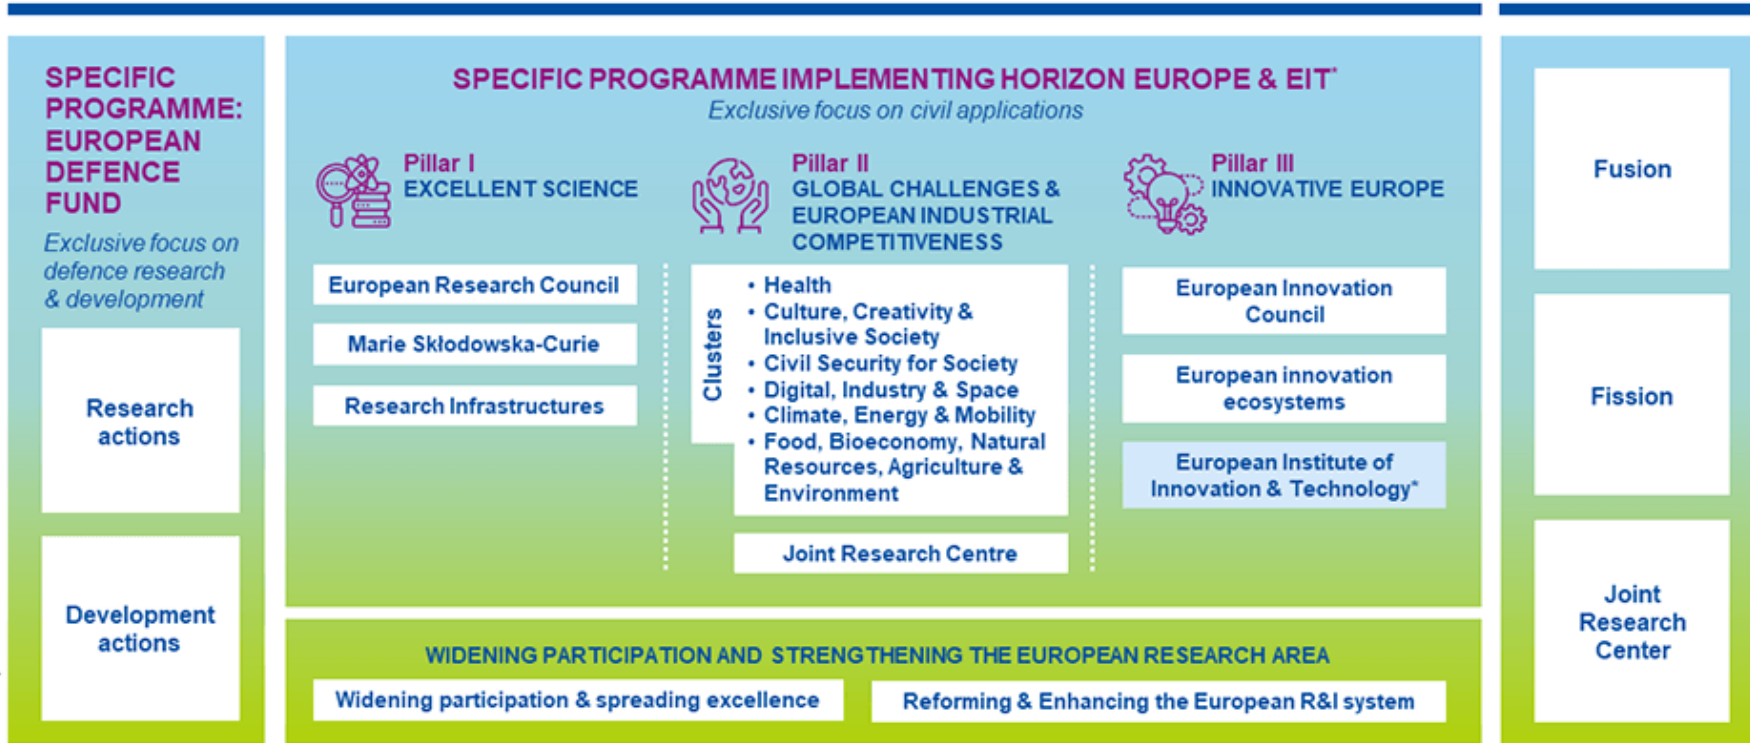 SPECIFIC
PROGRAMME:
EUROPEAN
DEFENCE
FUND
Exclusive focus on
defence research
& development
Research
actions
Development
actions
SPECIFIC PROGRAMME IMPLEMENTING HORIZON EUROPE & EIT*
Exclusive focus on civil applications
Pillar I
EXCELLENT SCIENCE
European Research Council
Marie Skłodowska-Curie
Research Infrastructures
Pillar II
GLOBAL CHALLENGES &
EUROPEAN INDUSTRIAL
COMPETITIVENESS
Clusters
• Health
• Culture, Creativity &
Inclusive Society
• Civil Security for Society
• Digital, Industry & Space
• Climate, Energy & Mobility
• Food, Bioeconomy, Natural
Resources, Agriculture &
Environment
Joint Research Centre
Pillar III
INNOVATIVE EUROPE
European Innovation
Council
European innovation
ecosystems
European Institute of
Innovation & Technology*
WIDENING PARTICIPATION AND STRENGTHENING THE EUROPEAN RESEARCH AREA
Widening participation & spreading excellence
Reforming & Enhancing the European R&I system
Fusion
Fission
Joint
Research
Center